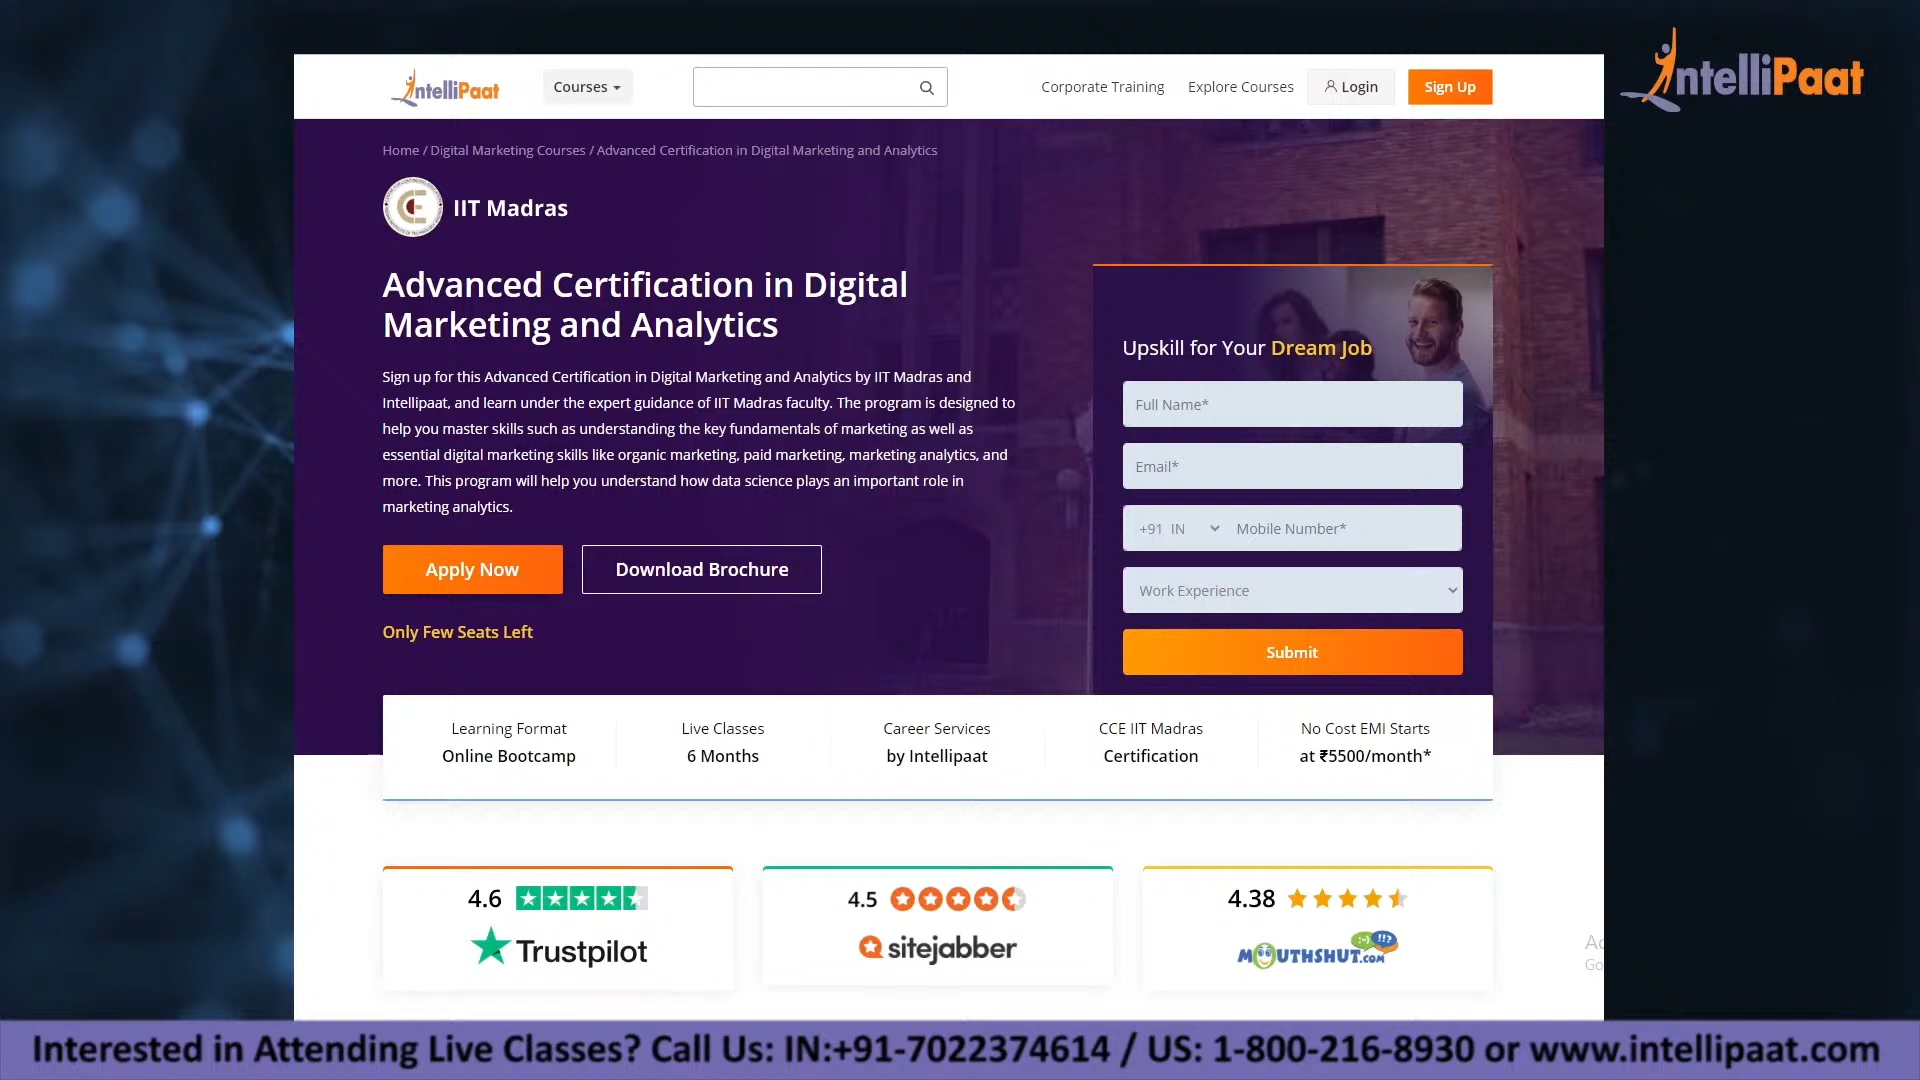 IntelliPaat
Courses
Corporate Training
Explore Courses
Login
Sign Up
IntelliPaat
Home / Digital Marketing Courses / Advanced Certification in Digital Marketing and Analytics
IIT Madras
Advanced Certification in Digital
Marketing and Analytics
Sign up for this Advanced Certification in Digital Marketing and Analytics by IIT Madras and
Intellipaat, and learn under the expert guidance of IIT Madras faculty. The program is designed to
help you master skills such as understanding the key fundamentals of marketing as well as
essential digital marketing skills like organic marketing, paid marketing, marketing analytics, and
more. This program will help you understand how data science plays an important role in
marketing analytics.
Apply Now
Download Brochure
Only Few Seats Left
Upskill for Your Dream Job
Full Name*
Email*
+91 IN
Mobile Number*
Work Experience
Submit
Learning Format
Online Bootcamp
Live Classes
6 Months
Career Services
by Intellipaat
CCE IIT Madras
Certification
No Cost EMI Starts
at ₹5500/month*
4.6
Trustpilot
4.5
sitejabber
4.38
MOUTHSHUT.COM
Interested in Attending Live Classes? Call Us: IN:+91-7022374614 / US: 1-800-216-8930 or www.intellipaat.com